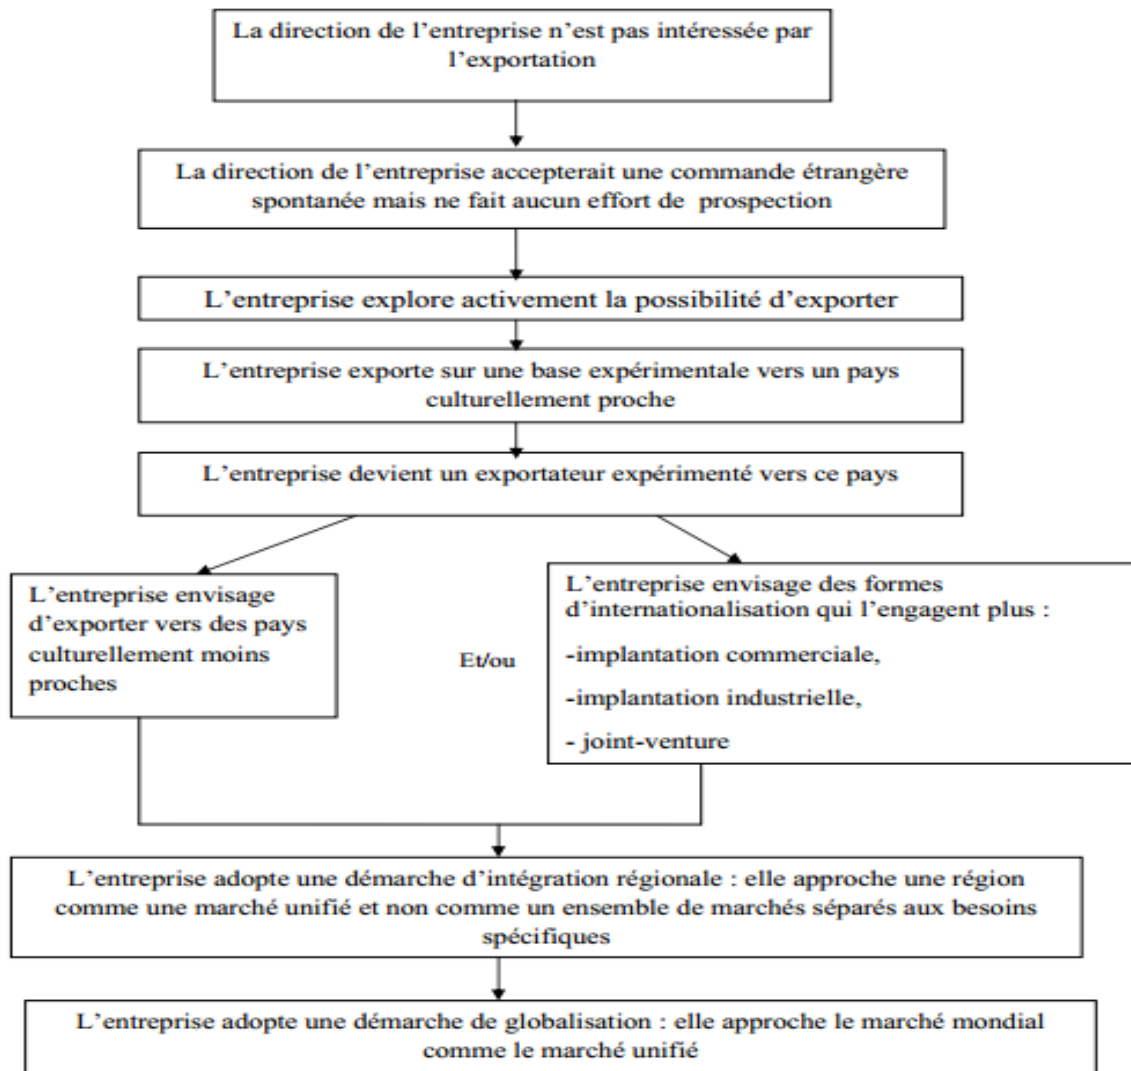 La direction de l'entreprise n'est pas intéressée par
l'exportation
La direction de l'entreprise accepterait une commande étrangère
spontanée mais ne fait aucun effort de prospection
L'entreprise explore activement la possibilité d'exporter
L'entreprise exporte sur une base expérimentale vers un pays
culturellement proche
L'entreprise devient un exportateur expérimenté vers ce pays
L'entreprise envisage
d'exporter vers des pays
culturellement moins
proches
Et/ou
L'entreprise envisage des formes
d'internationalisation qui l'engagent plus :
-implantation commerciale,
-implantation industrielle,
- joint-venture
L'entreprise adopte une démarche d'intégration régionale : elle approche une région
comme une marché unifié et non comme un ensemble de marchés séparés aux besoins
spécifiques
L'entreprise adopte une démarche de globalisation : elle approche le marché mondial
comme le marché unifié